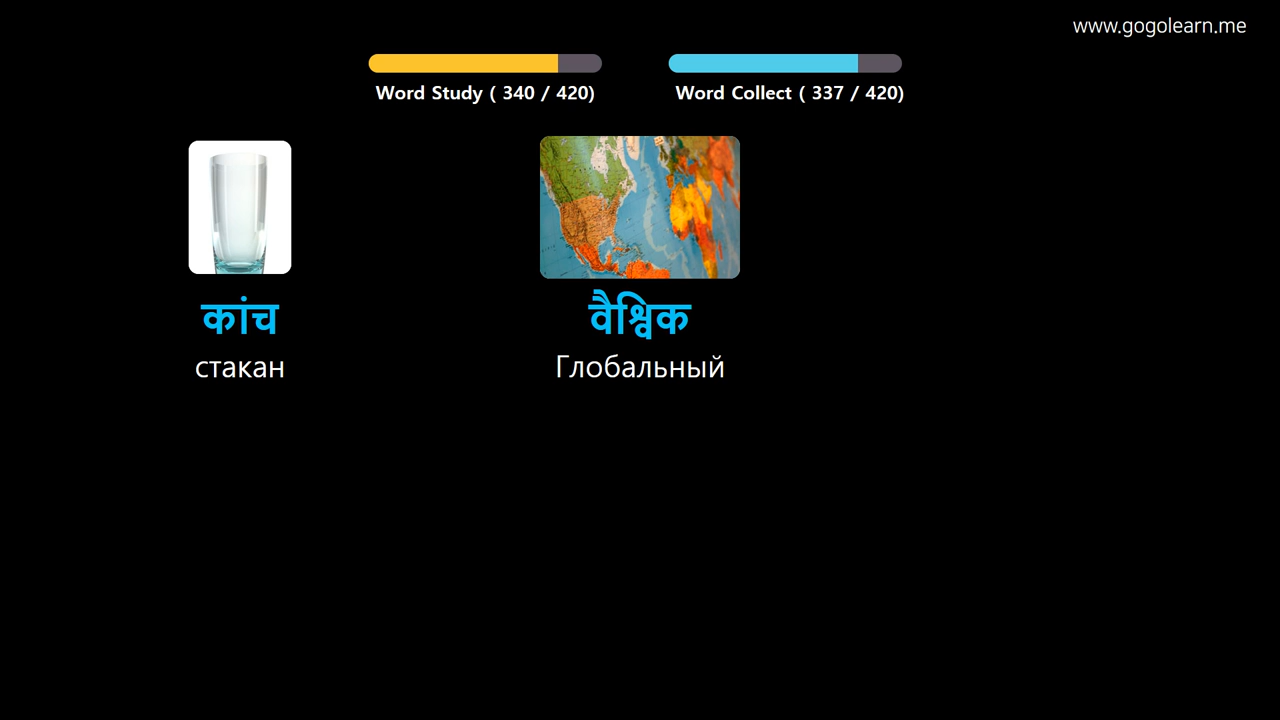 www.gogolearn.me
Word Study ( 340 / 420)
Word Collect ( 337 / 420)
कांच
стакан
वैश्विक
Глобальный